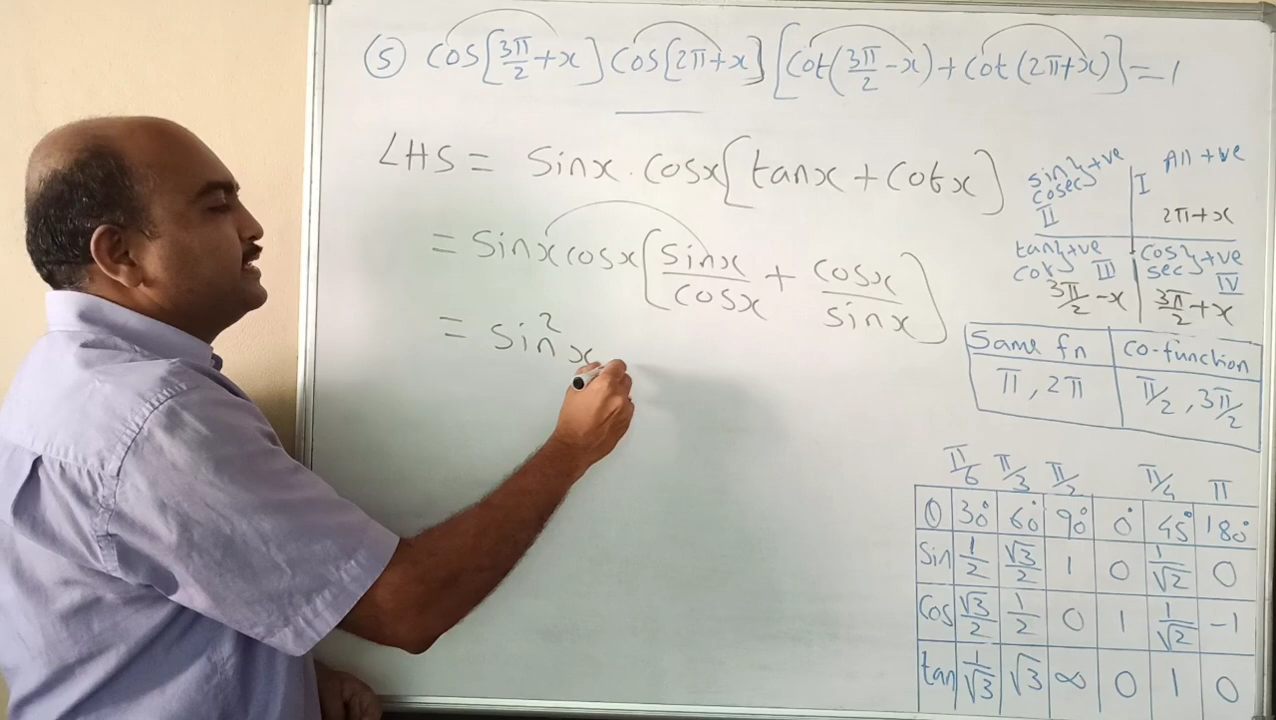 ⑤ cos[3π/2+x] cos[2π+x] [cot(3π/2-x)+cot(2π+x)]=1
LHS = sinx.cosx[tanx+cotx]
= sinx cosx[sinx/cosx + cosx/sinx]
= sin²x
sin cosec}+ve
II
All +ve
I
2π+x
tan cot}+ve
III
3π/2-x
cos sec}+ve
IV
3π/2+x
Same fn co-function
π,2π π/2,3π/2
π/6 π/3 π/2 π/4 π
0 30° 60° 90° 0° 45° 180°
Sin 1/2 √3/2 1 0 1/√2 0
Cos √3/2 1/2 0 1 1/√2 -1
tan 1/√3 √3 ∞ 0 1 0